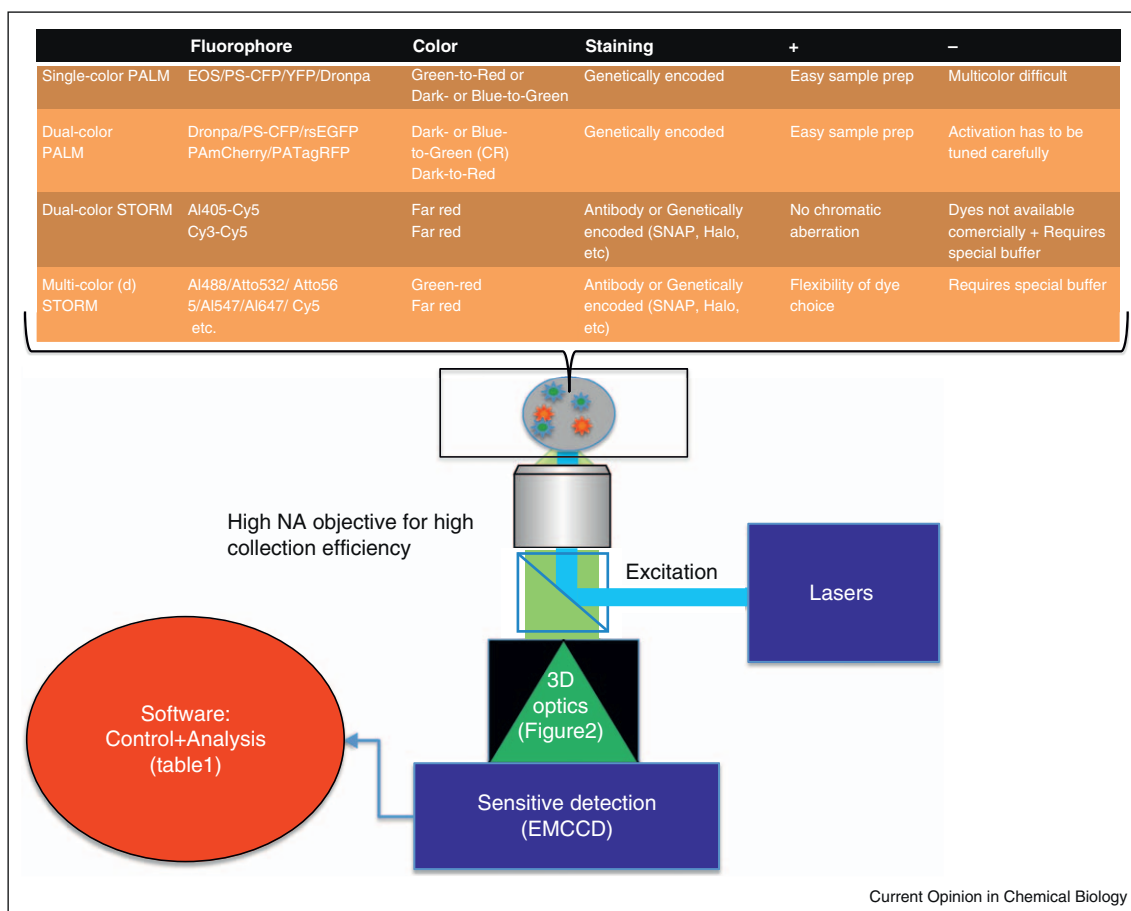 Fluorophore Color Staining + –
Single-color PALM EOS/PS-CFP/YFP/Dronpa Green-to-Red or Genetically encoded Easy sample prep Multicolor difficult
Dark- or Blue-to-Green
Dual-color Dronpa/PS-CFP/rsEGFP Dark- or Blue- Genetically encoded Easy sample prep Activation has to be
PALM PAmCherry/PATagRFP to-Green (CR) tuned carefully
Dark-to-Red
Dual-color STORM Al405-Cy5 Far red Antibody or Genetically No chromatic Dyes not available
Cy3-Cy5 Far red encoded (SNAP, Halo, aberration comercially + Requires
etc) special buffer
Multi-color (d) Al488/Atto532/ Atto56 Green-red Antibody or Genetically Flexibility of dye Requires special buffer
STORM 5/Al547/Al647/ Cy5 Far red encoded (SNAP, Halo, choice
etc. etc)
High NA objective for high
collection efficiency
Excitation
Lasers
3D
optics
(Figure2)
Software:
Control+Analysis
(table1)
Sensitive detection
(EMCCD)
Current Opinion in Chemical Biology